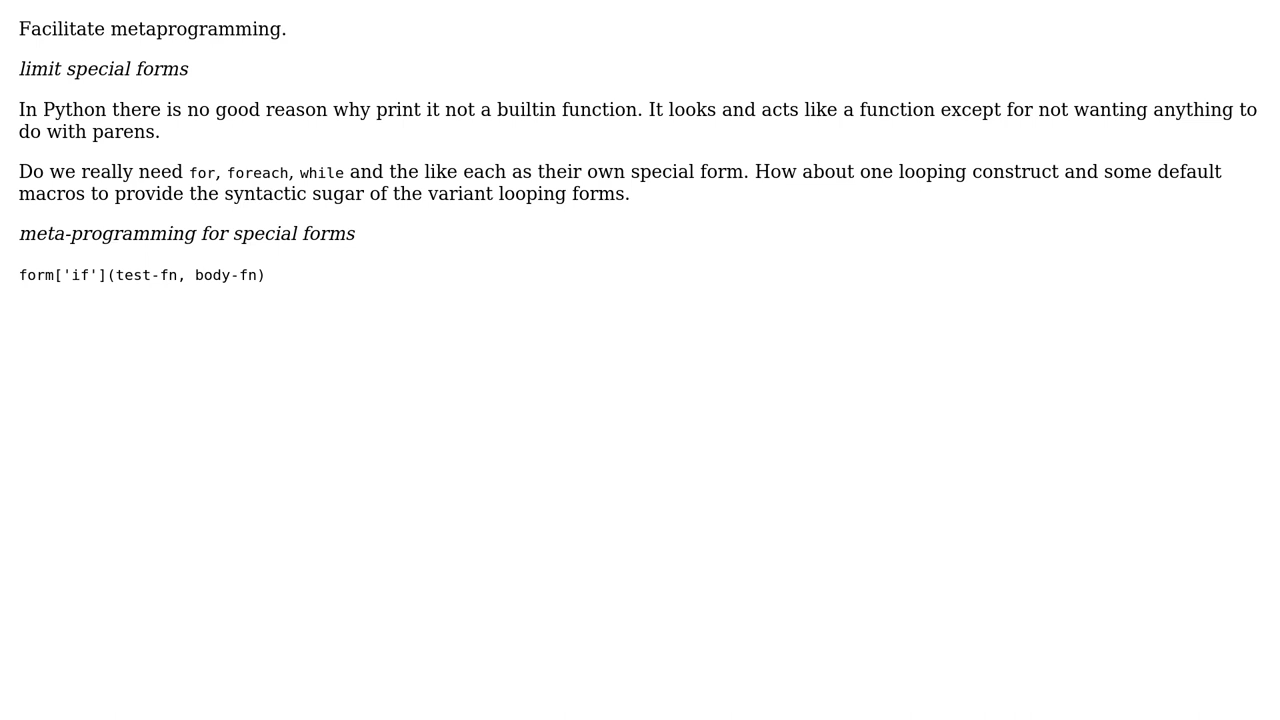 Facilitate metaprogramming.
limit special forms
In Python there is no good reason why print it not a builtin function. It looks and acts like a function except for not wanting anything to
do with parens.
Do we really need for, foreach, while and the like each as their own special form. How about one looping construct and some default
macros to provide the syntactic sugar of the variant looping forms.
meta-programming for special forms
form['if'](test-fn, body-fn)